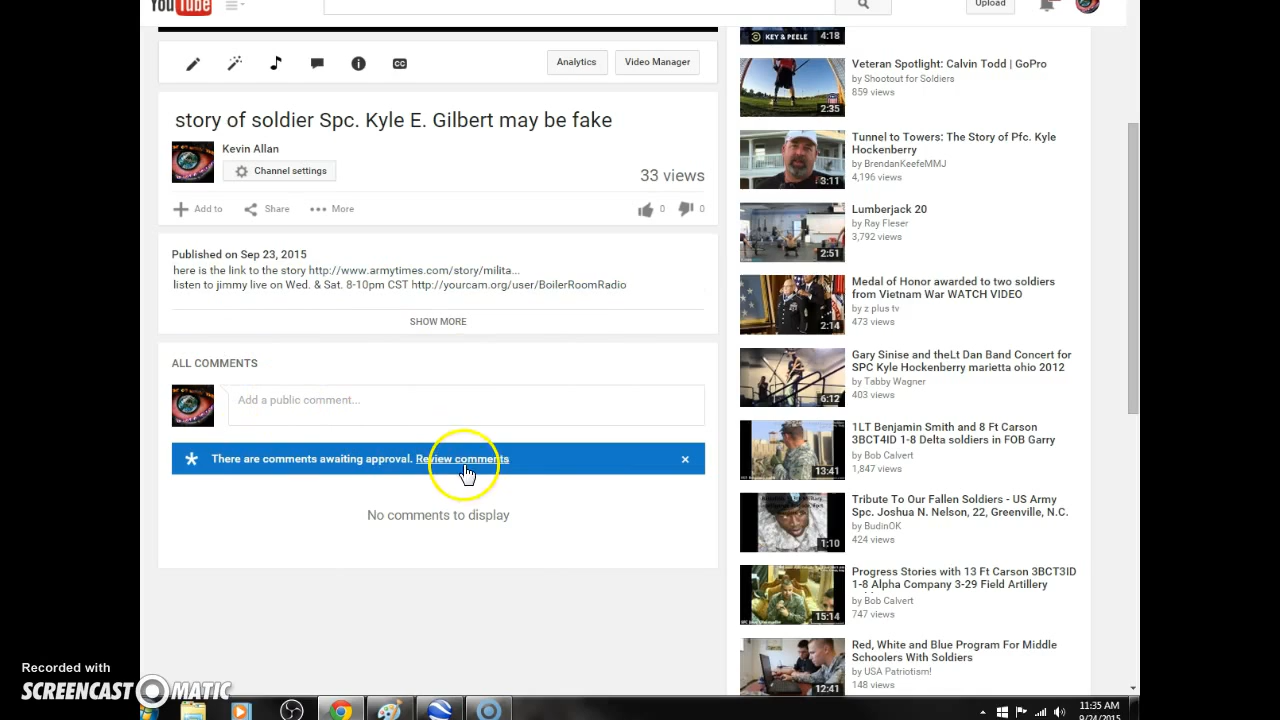 YouTube
Upload
Analytics
Video Manager
story of soldier Spc. Kyle E. Gilbert may be fake
Kevin Allan
Channel settings
33 views
Add to
Share
More
0
0
Published on Sep 23, 2015
here is the link to the story http://www.armytimes.com/story/milita...
listen to jimmy live on Wed. & Sat. 8-10pm CST http://yourcam.org/user/BoilerRoomRadio
SHOW MORE
ALL COMMENTS
Add a public comment...
There are comments awaiting approval. Review comments
No comments to display
KEY & PEELE
4:18
Veteran Spotlight: Calvin Todd | GoPro
by Shootout for Soldiers
859 views
2:35
Tunnel to Towers: The Story of Pfc. Kyle
Hockenberry
by BrendanKeefeMMJ
4,196 views
3:11
Lumberjack 20
by Ray Fleser
3,792 views
2:51
Medal of Honor awarded to two soldiers
from Vietnam War WATCH VIDEO
by z plus tv
473 views
2:14
Gary Sinise and theLt Dan Band Concert for
SPC Kyle Hockenberry marietta ohio 2012
by Tabby Wagner
403 views
6:12
1LT Benjamin Smith and 8 Ft Carson
3BCT4ID 1-8 Delta soldiers in FOB Garry
by Bob Calvert
1,847 views
13:41
Tribute To Our Fallen Soldiers - US Army
Spc. Joshua N. Nelson, 22, Greenville, N.C.
by BudinOK
424 views
1:10
Progress Stories with 13 Ft Carson 3BCT3ID
1-8 Alpha Company 3-29 Field Artillery
by Bob Calvert
747 views
15:14
Red, White and Blue Program For Middle
Schoolers With Soldiers
by USA Patriotism!
148 views
12:41
Recorded with
SCREENCAST-O-MATIC
11:35 AM
9/24/2015